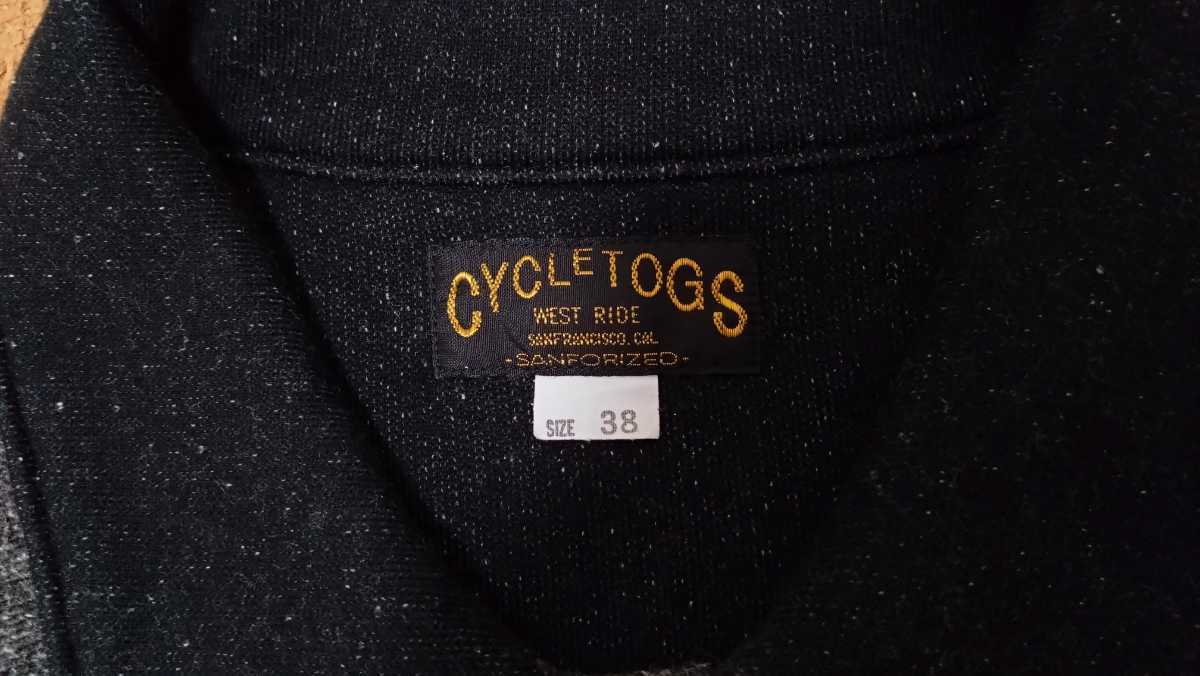 CYCLETOGS
WEST RIDE
SANFRANCISCO.CAL
-SANFORIZED-
SIZE 38